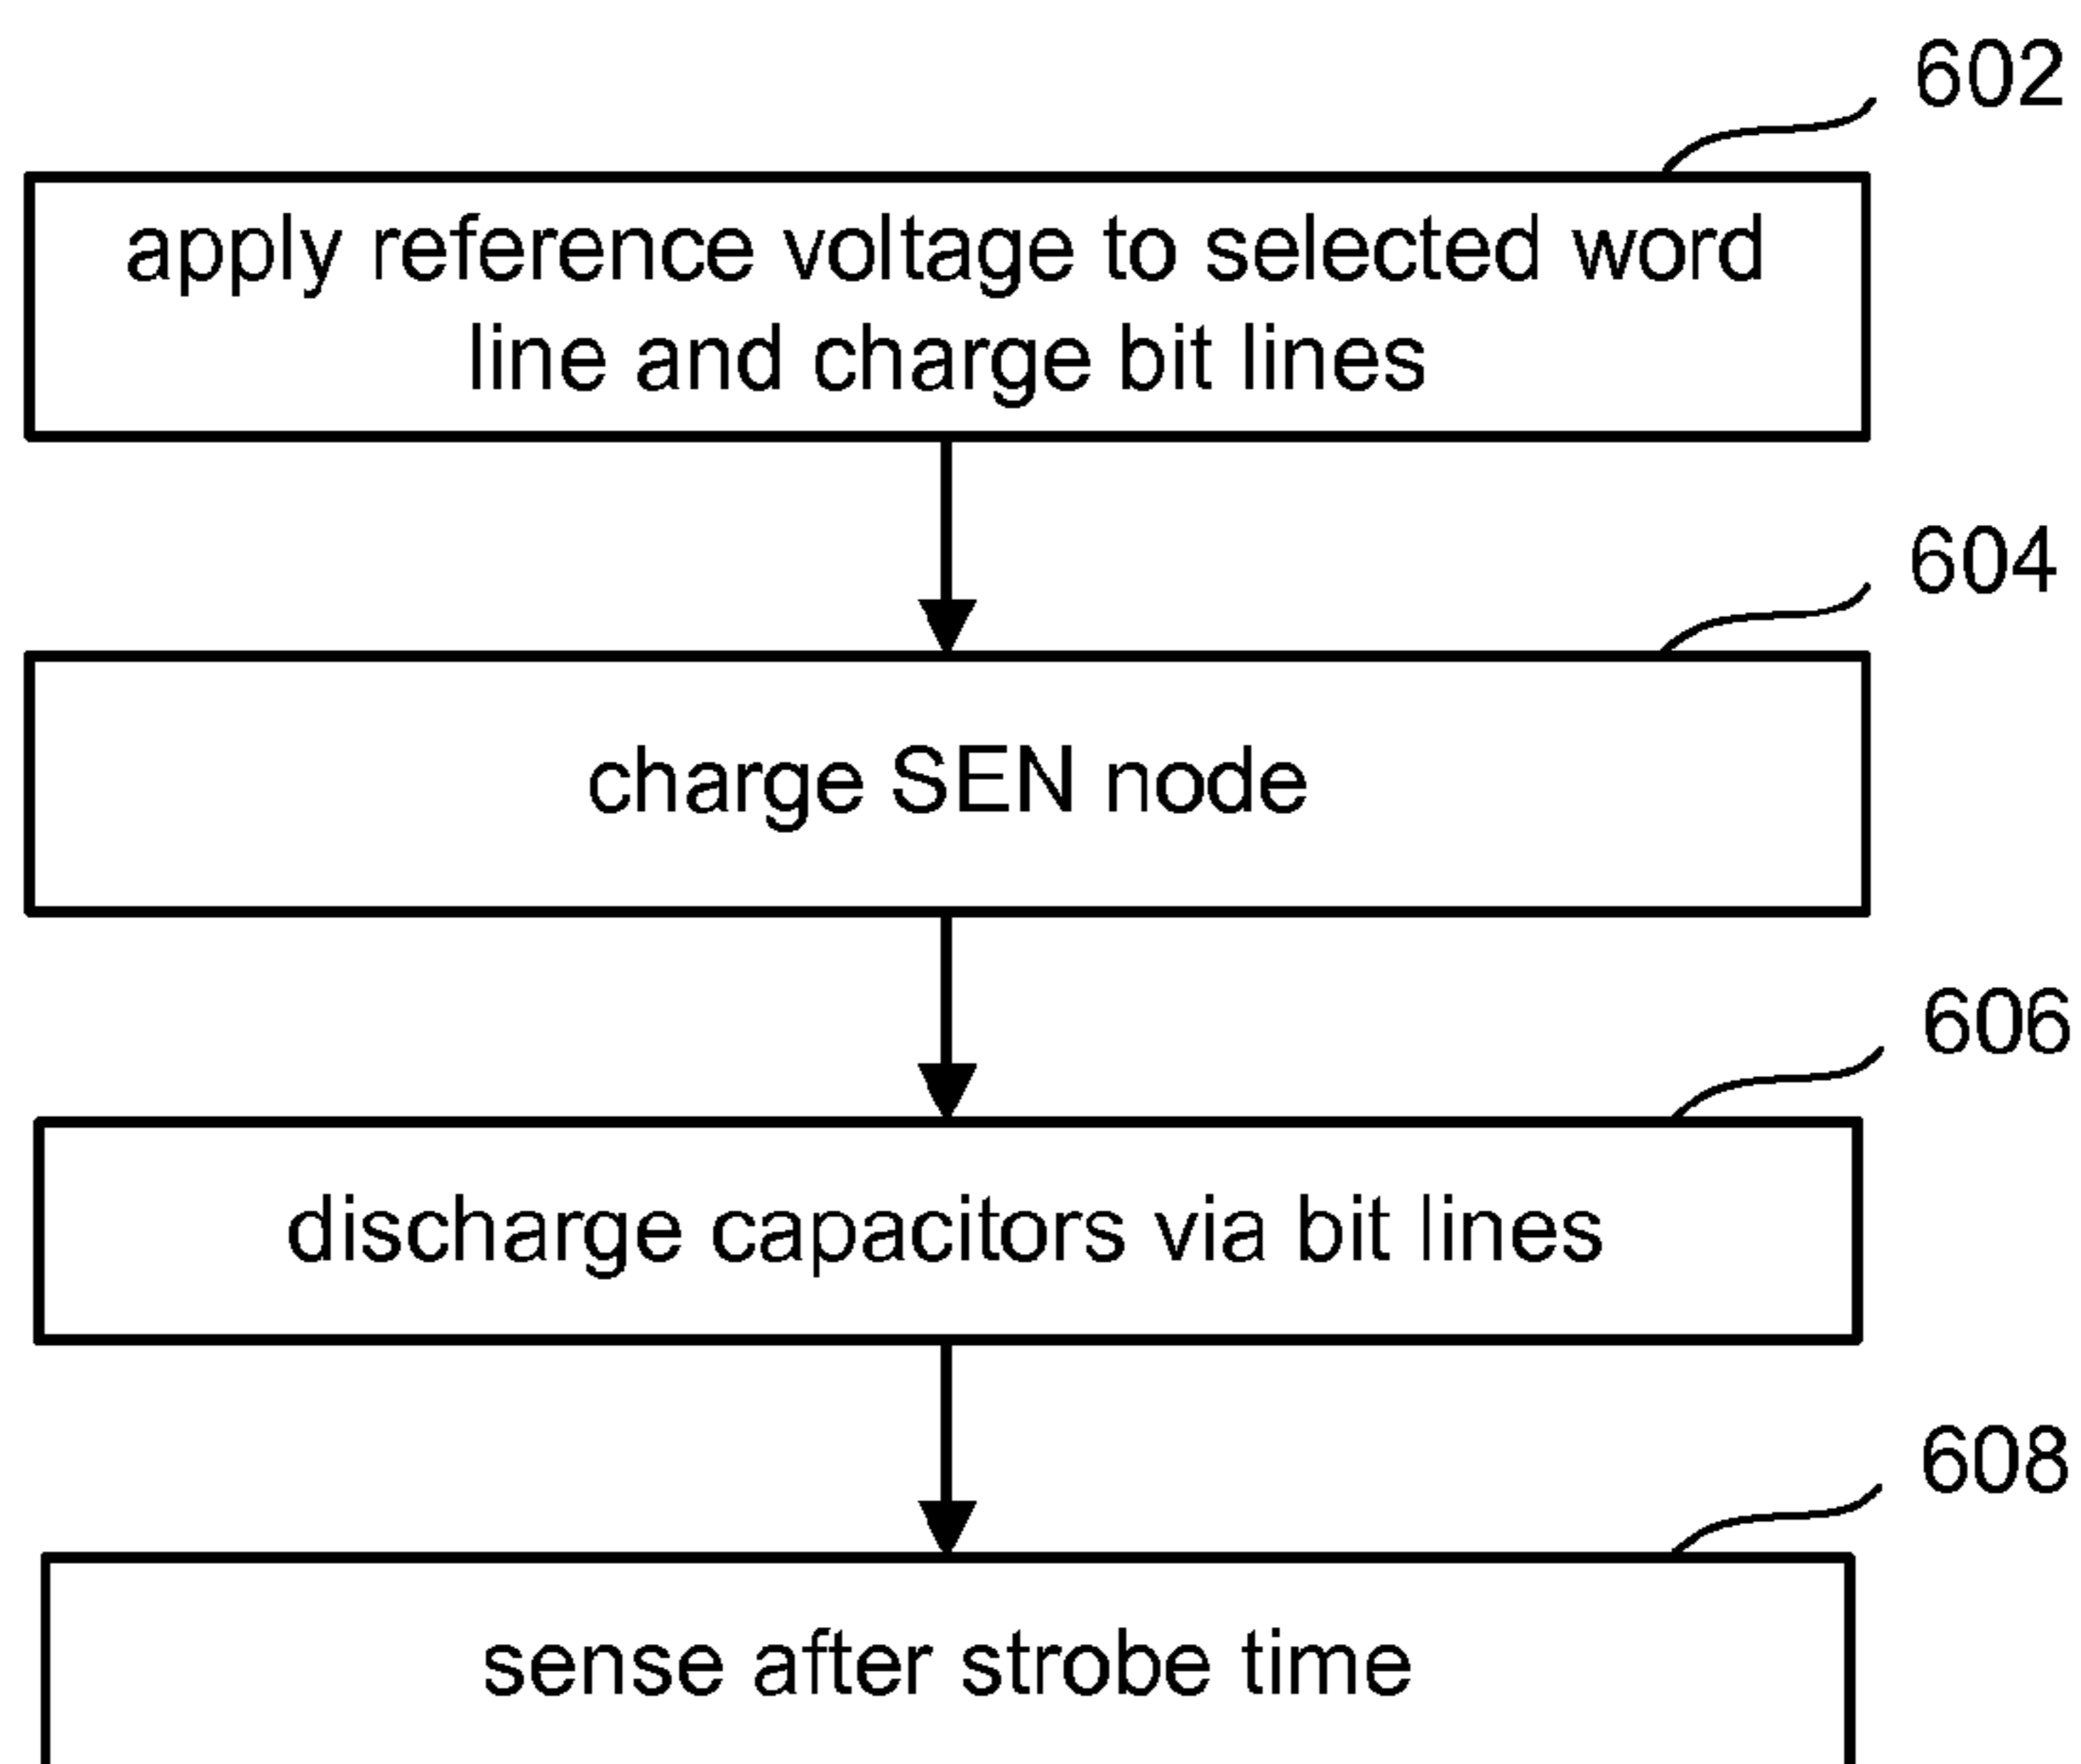 602
apply reference voltage to selected word
line and charge bit lines
604
charge SEN node
606
discharge capacitors via bit lines
608
sense after strobe time